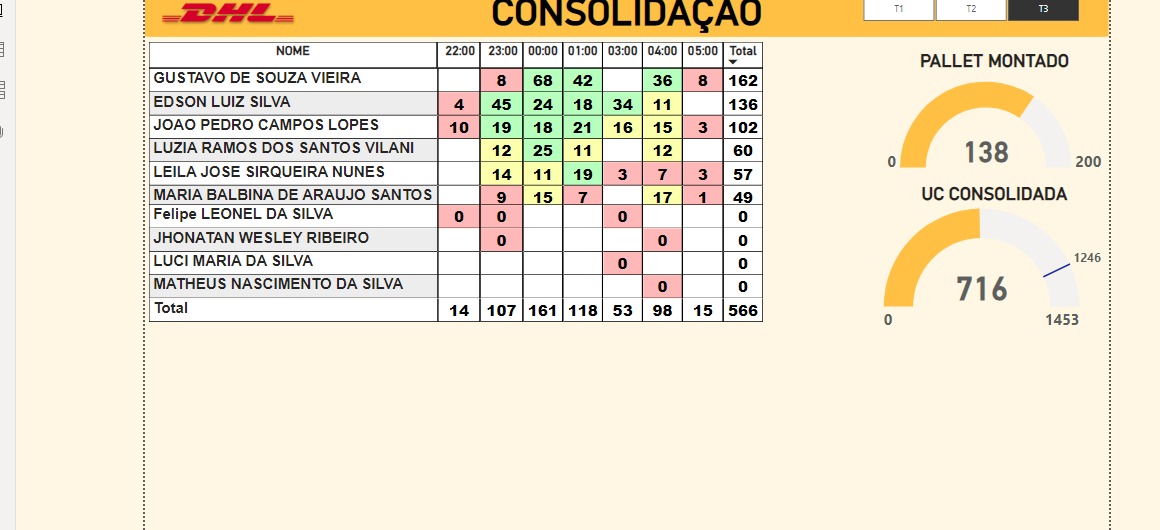 DHL
CONSOLIDAÇÃO
T1 T2 T3
NOME 22:00 23:00 00:00 01:00 03:00 04:00 05:00 Total
GUSTAVO DE SOUZA VIEIRA 8 68 42 36 8 162
EDSON LUIZ SILVA 4 45 24 18 34 11 136
JOAO PEDRO CAMPOS LOPES 10 19 18 21 16 15 3 102
LUZIA RAMOS DOS SANTOS VILANI 12 25 11 12 60
LEILA JOSE SIRQUEIRA NUNES 14 11 19 3 7 3 57
MARIA BALBINA DE ARAUJO SANTOS 9 15 7 17 1 49
Felipe LEONEL DA SILVA 0 0 0 0
JHONATAN WESLEY RIBEIRO 0 0 0
LUCI MARIA DA SILVA 0 0
MATHEUS NASCIMENTO DA SILVA 0 0
Total 14 107 161 118 53 98 15 566
PALLET MONTADO
138
0 200
UC CONSOLIDADA
1246
716
0 1453